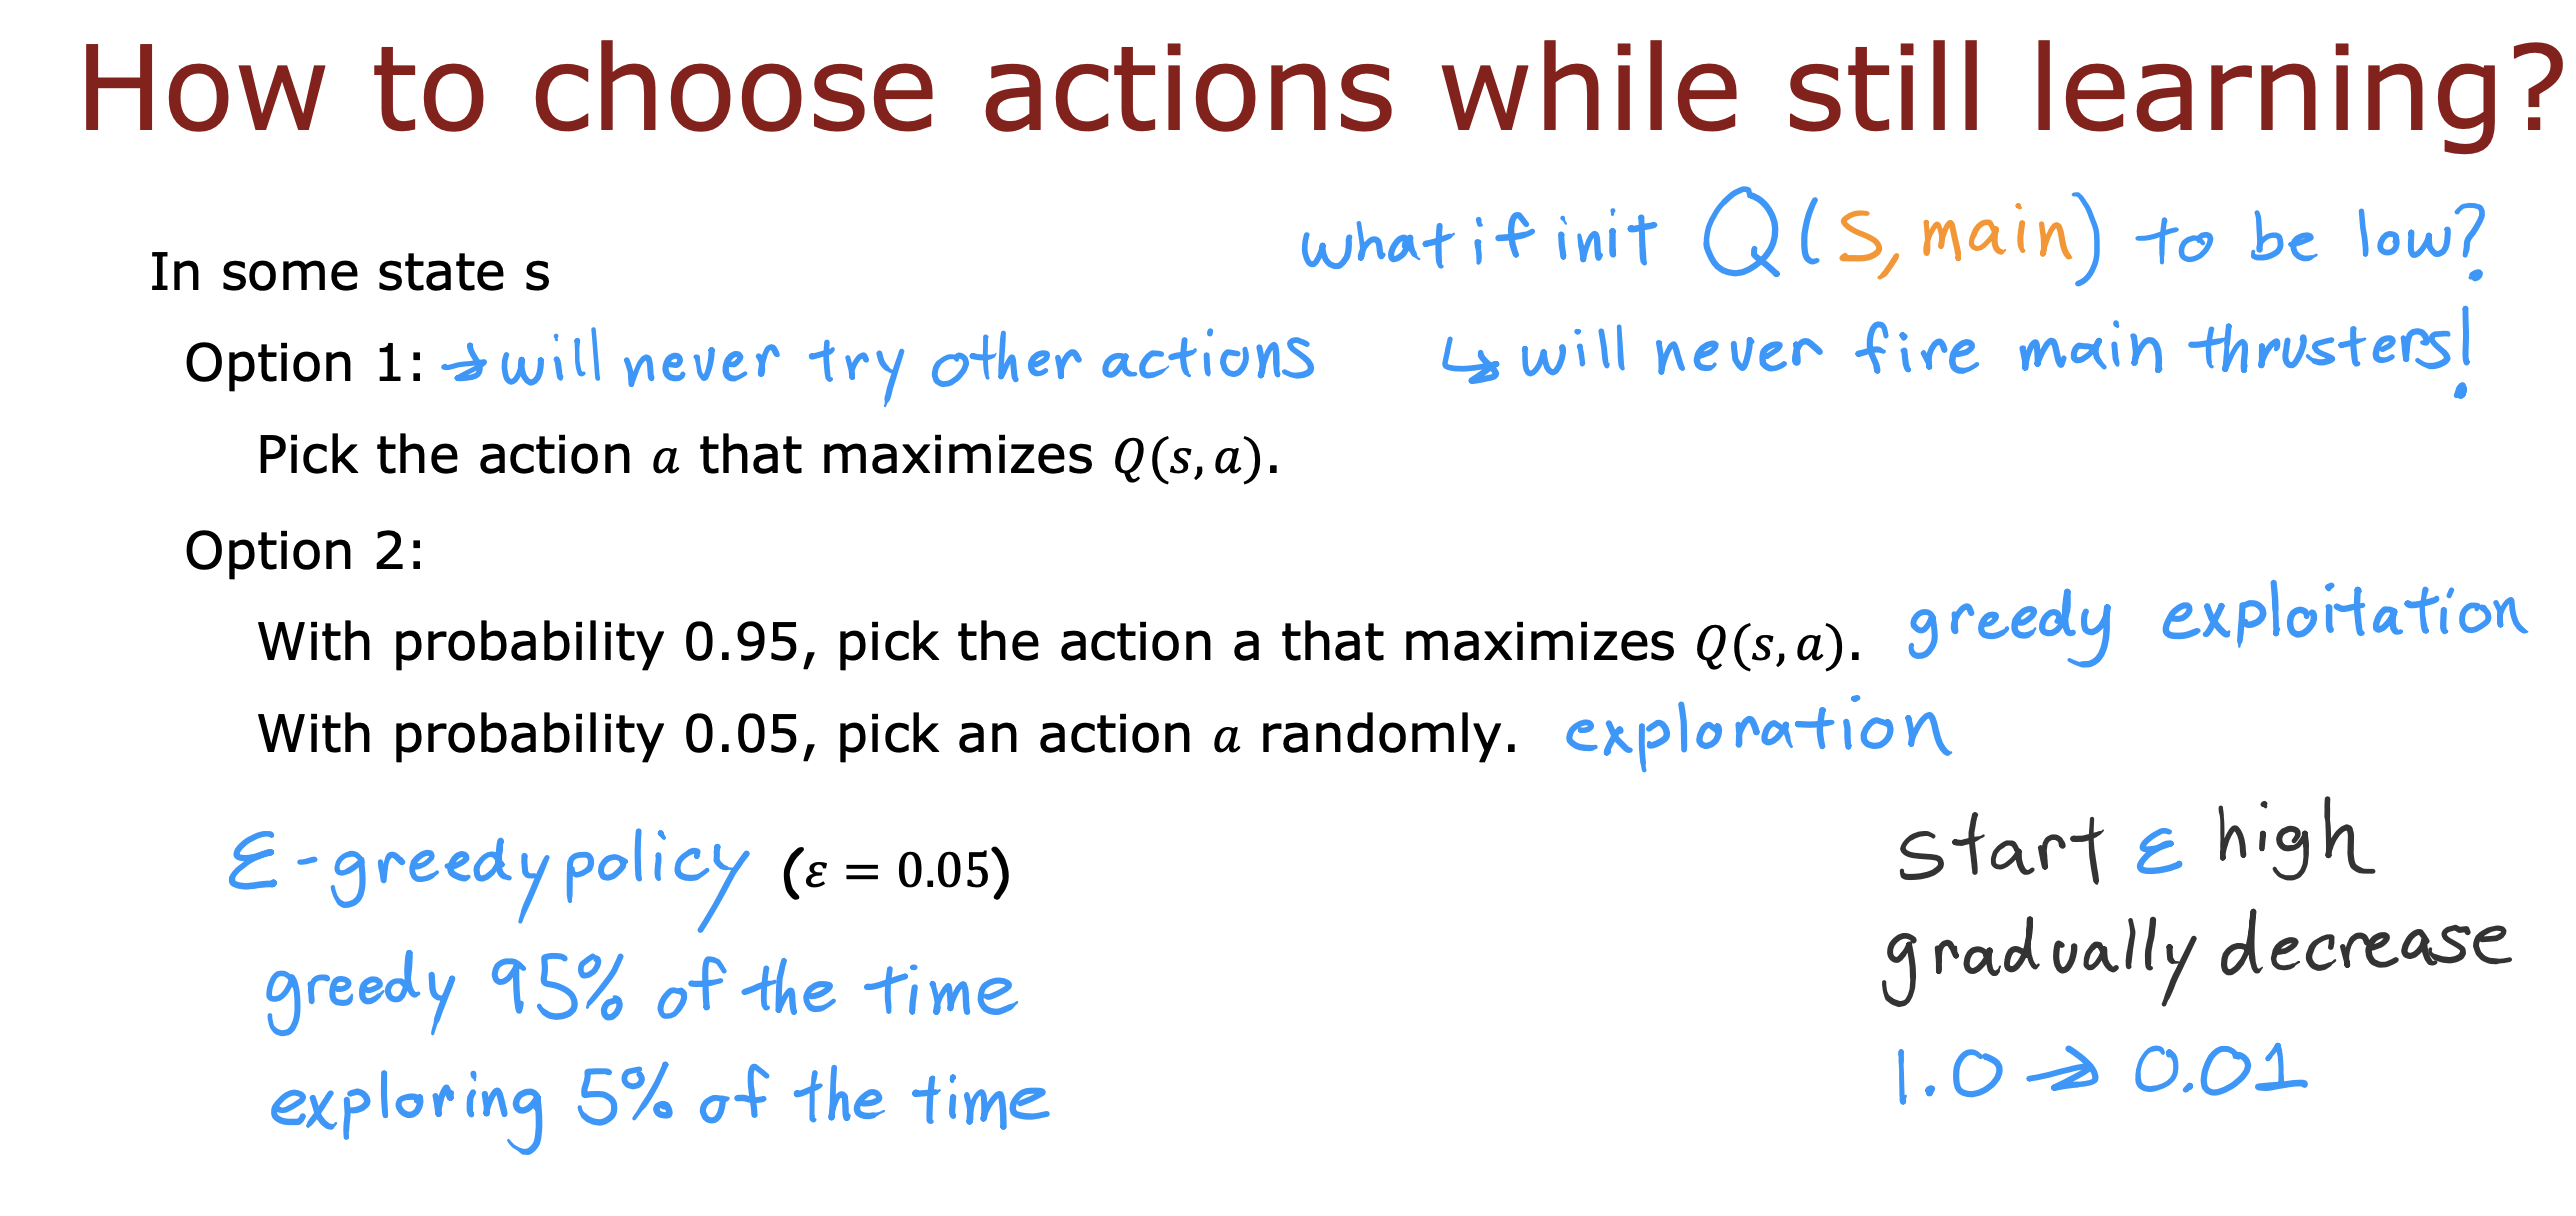 How to choose actions while still learning?
what if init Q(s, main) to be low?
In some state s
Option 1: → will never try other actions
↳ will never fire main thrusters!
Pick the action a that maximizes Q(s, a).
Option 2:
With probability 0.95, pick the action a that maximizes Q(s, a). greedy exploitation
With probability 0.05, pick an action a randomly. exploration
ε-greedy policy (ε = 0.05)
greedy 95% of the time
exploring 5% of the time
start ε high
gradually decrease
1.0 → 0.01